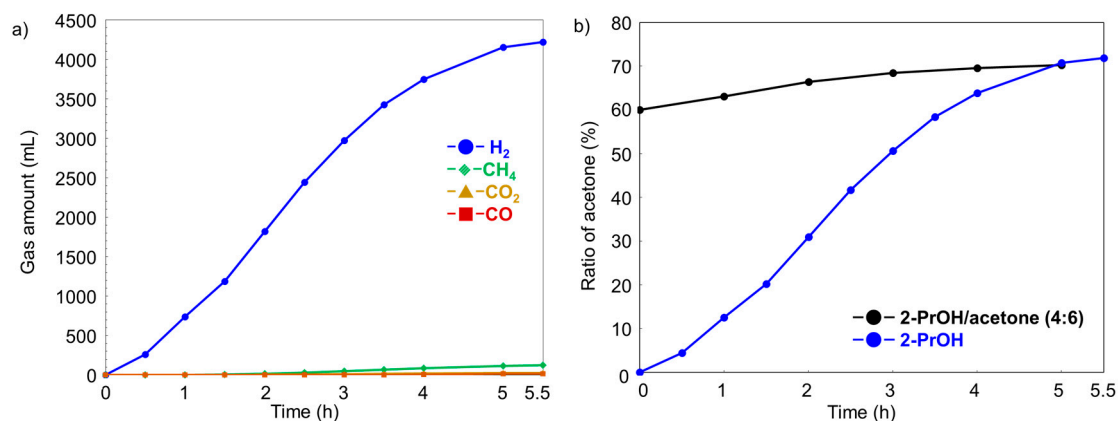 a)
Gas amount (mL)
4500
4000
3500
3000
2500
2000
1500
1000
500
0
0 1 2 3 4 5 5.5
Time (h)
H₂
CH₄
CO₂
CO
b)
Ratio of acetone (%)
80
70
60
50
40
30
20
10
0
0 1 2 3 4 5 5.5
Time (h)
2-PrOH/acetone (4:6)
2-PrOH